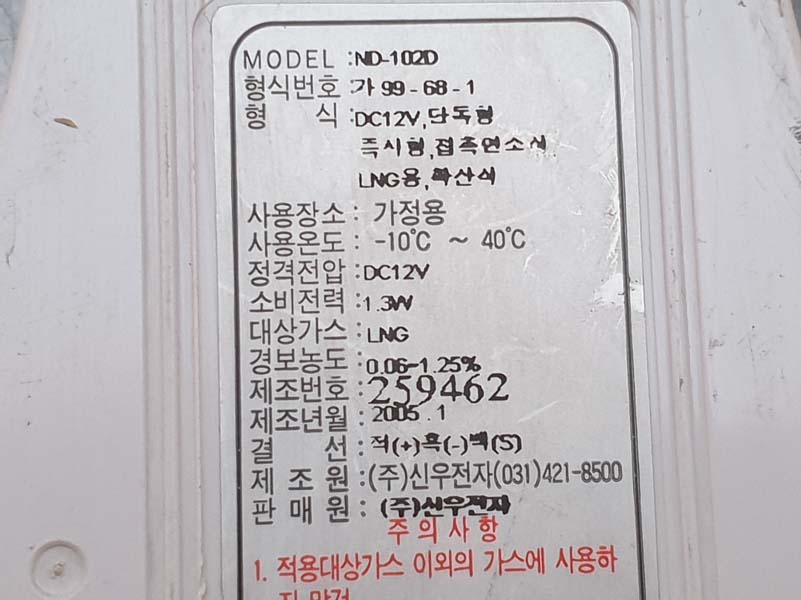 MODEL :ND-102D
형식번호 :가 99-68-1
형 식 :DC12V,단독형
즉시형,접촉연소식
LNG용,확산식
사용장소 : 가정용
사용온도 : -10℃ ~ 40℃
정격전압 :DC12V
소비전력 :1.3W
대상가스 :LNG
경보농도 :0.06-1.25%
제조번호 :259462
제조년월 :2005.1
결 선 :적(+)흑(-)백(S)
제 조 원 :(주)신우전자(031)421-8500
판 매 원 : (주)신우전자
주 의 사 항
1. 적용대상가스 이외의 가스에 사용하
지